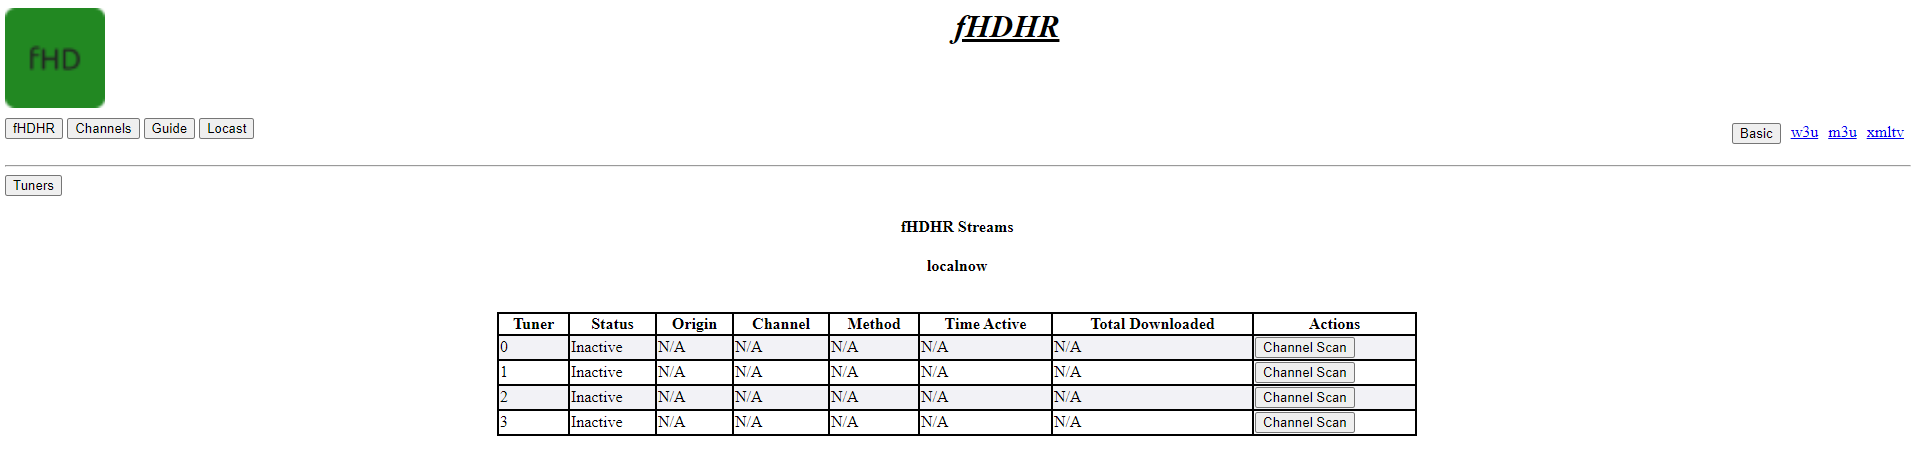 fHDHR
fHD
fHDHR Channels Guide Locast Basic w3u m3u xmltv
Tuners
fHDHR Streams
localnow
Tuner Status Origin Channel Method Time Active Total Downloaded Actions
0 Inactive N/A N/A N/A N/A N/A Channel Scan
1 Inactive N/A N/A N/A N/A N/A Channel Scan
2 Inactive N/A N/A N/A N/A N/A Channel Scan
3 Inactive N/A N/A N/A N/A N/A Channel Scan